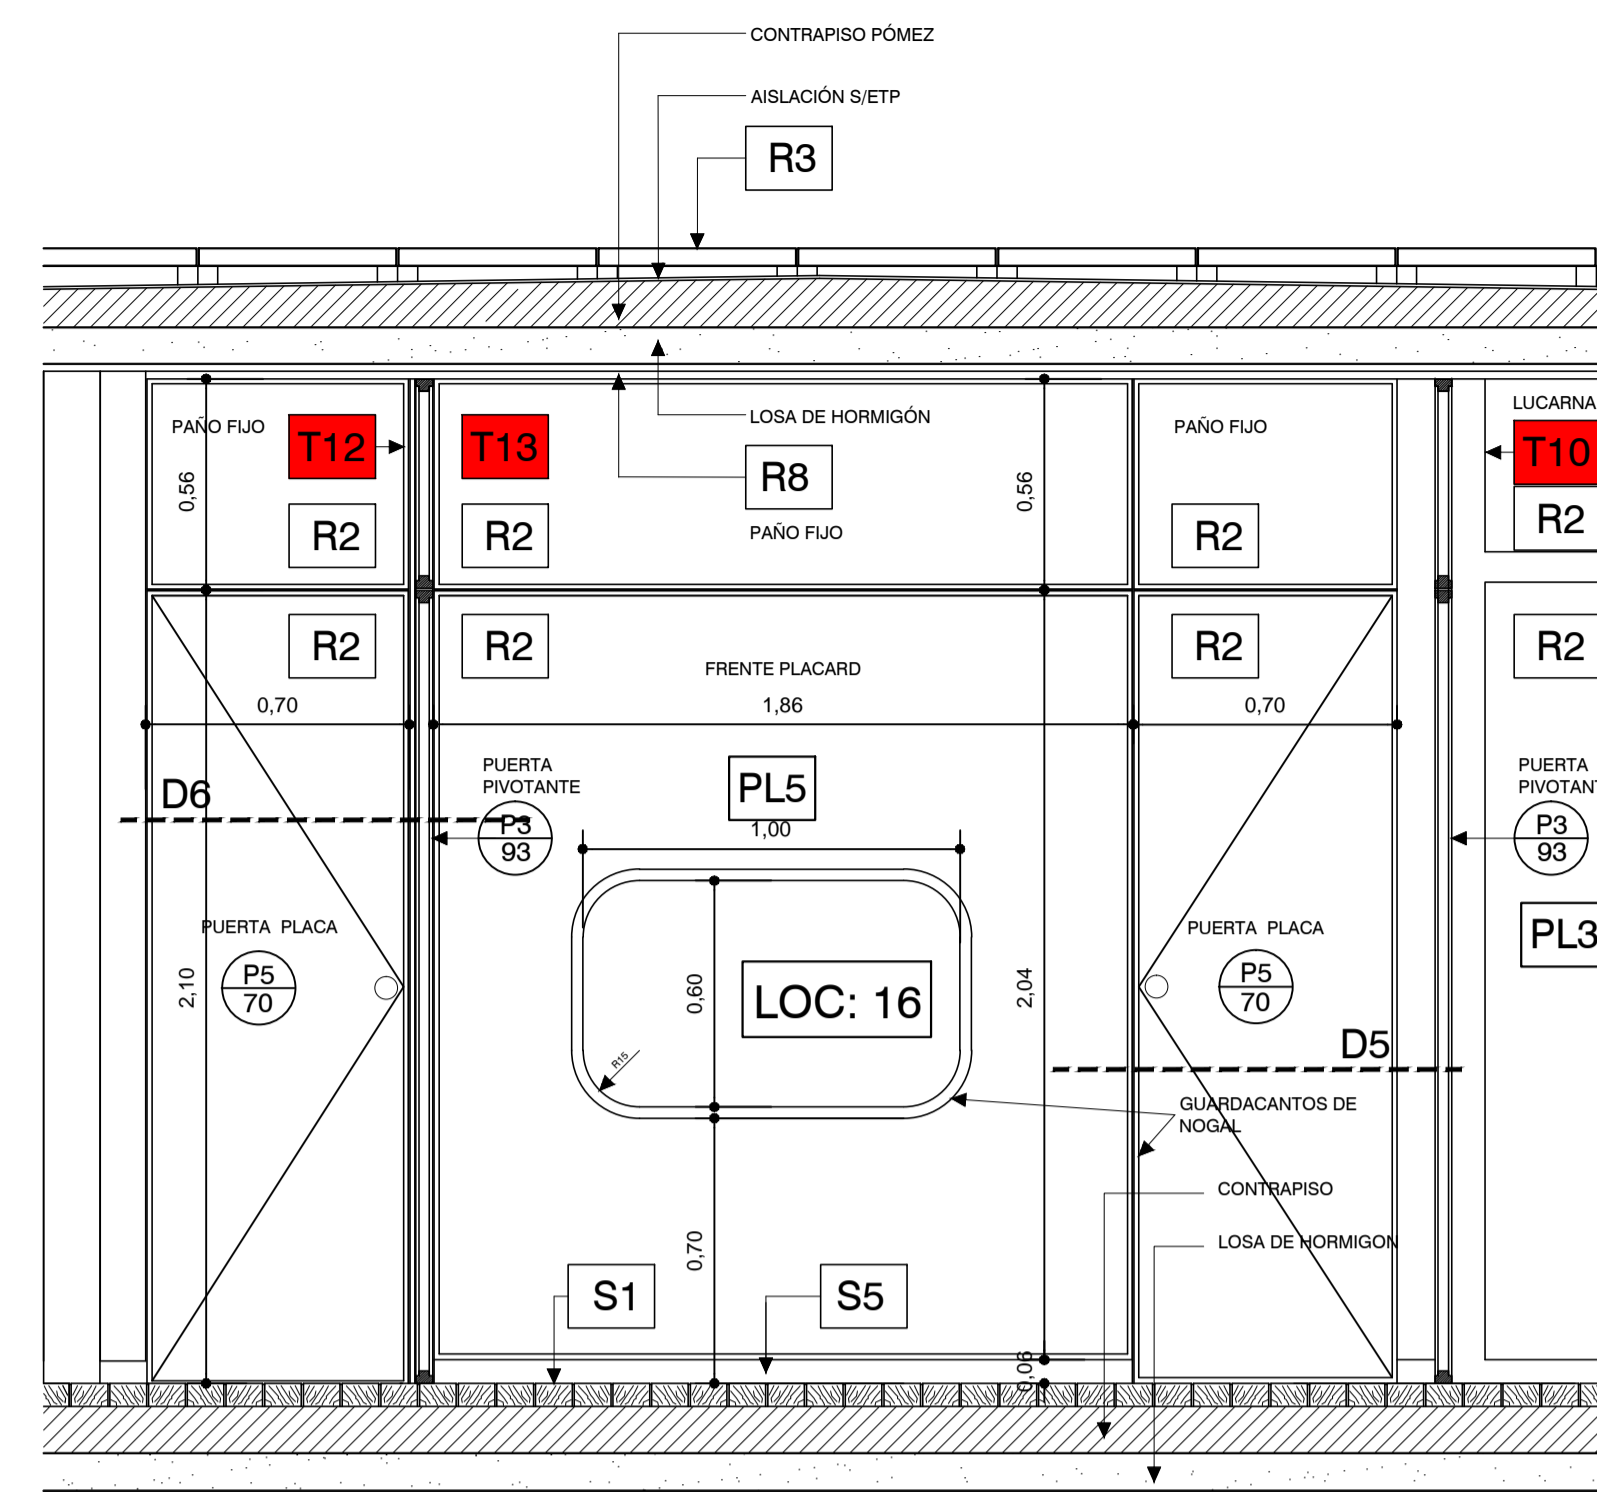 CONTRAPISO PÓMEZ
AISLACIÓN S/ETP
R3
PAÑO FIJO
T12
T13
LOSA DE HORMIGÓN
PAÑO FIJO
LUCARNA
T10
0,56
R8
0,56
R2
R2
PAÑO FIJO
R2
R2
R2
R2
FRENTE PLACARD
R2
R2
0,70
1,86
0,70
PUERTA
PIVOTANTE
PL5
PUERTA
PIVOTANT
D6
P3
93
1,00
P3
93
PUERTA PLACA
PUERTA PLACA
PL3
P5
70
2,10
0,60
LOC: 16
2,04
P5
70
R15
D5
GUARDACANTOS DE
NOGAL
CONTRAPISO
0,70
LOSA DE HORMIGON
S1
S5
0,06